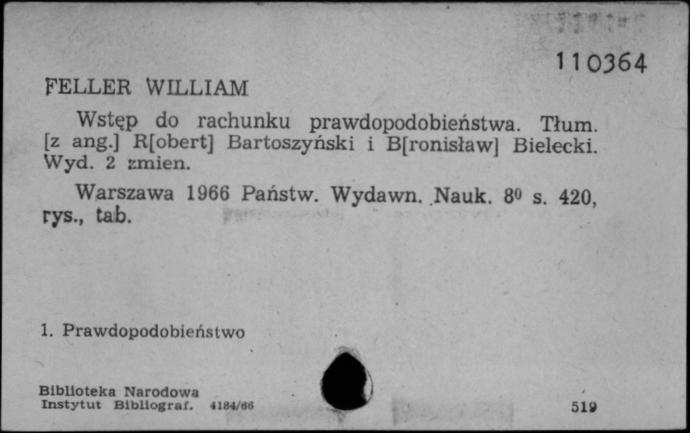 110364
FELLER WILLIAM
Wstęp do rachunku prawdopodobieństwa. Tłum.
[z ang.] R[obert] Bartoszyński i B[ronisław] Bielecki.
Wyd. 2 zmien.
Warszawa 1966 Państw. Wydawn. Nauk. 8⁰ s. 420,
rys., tab.
1. Prawdopodobieństwo
Biblioteka Narodowa
Instytut Bibliograf. 4184/66
519